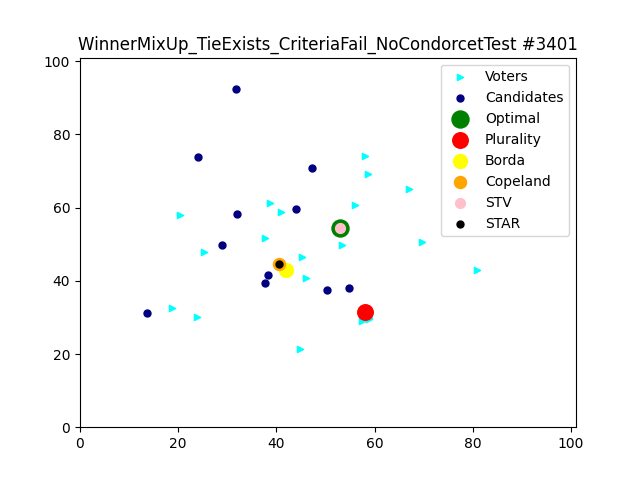 WinnerMixUp_TieExists_CriteriaFail_NoCondorcetTest #3401
100
80
60
40
20
0
0 20 40 60 80 100
Voters
Candidates
Optimal
Plurality
Borda
Copeland
STV
STAR